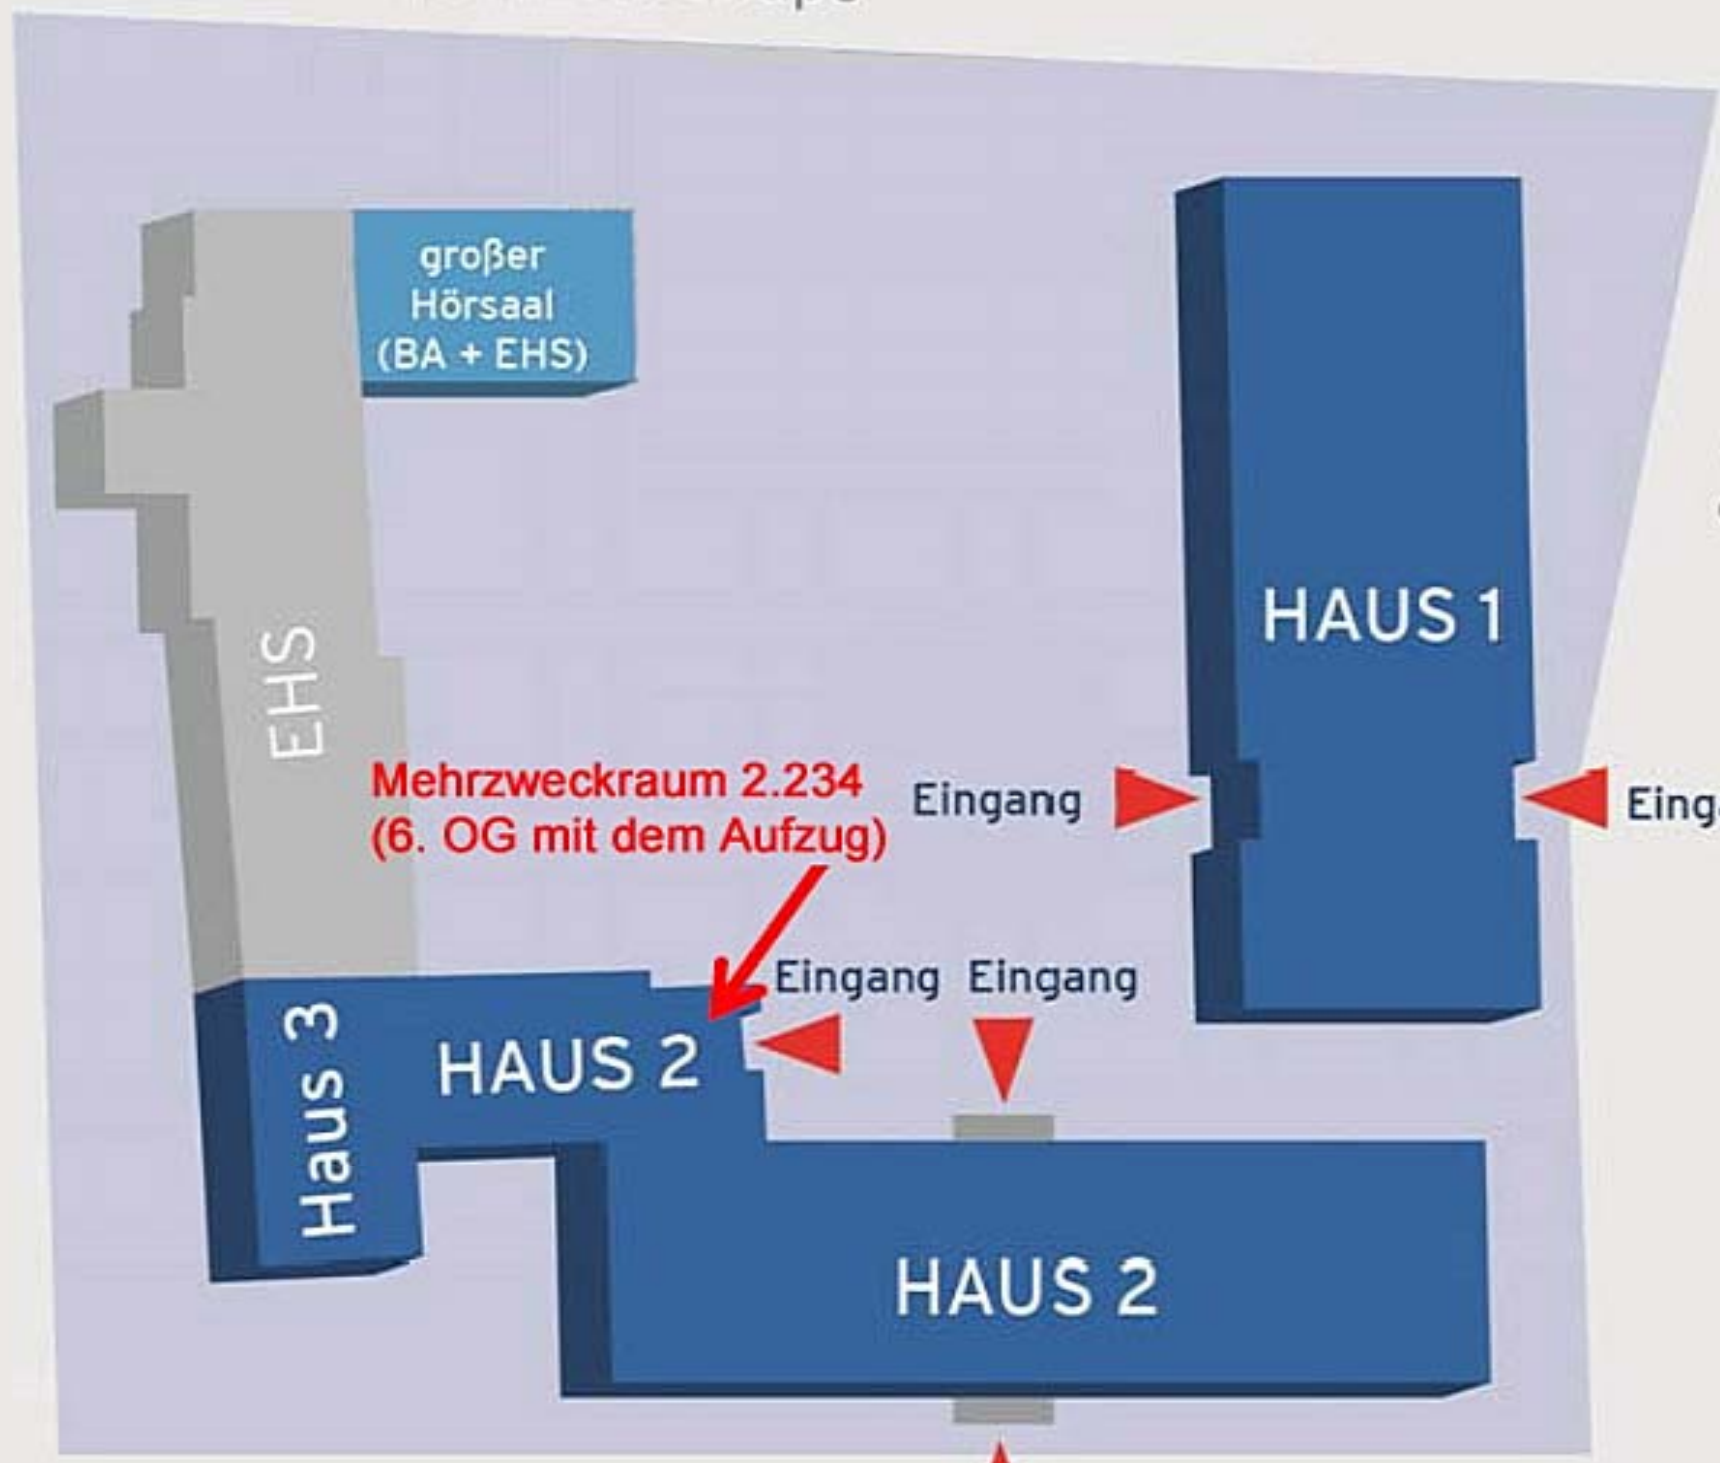 großer
Hörsaal
(BA + EHS)
HAUS 1
EHS
Mehrzweckraum 2.234
(6. OG mit dem Aufzug)
Eingang
Eingang Eingang
Haus 3
HAUS 2
HAUS 2